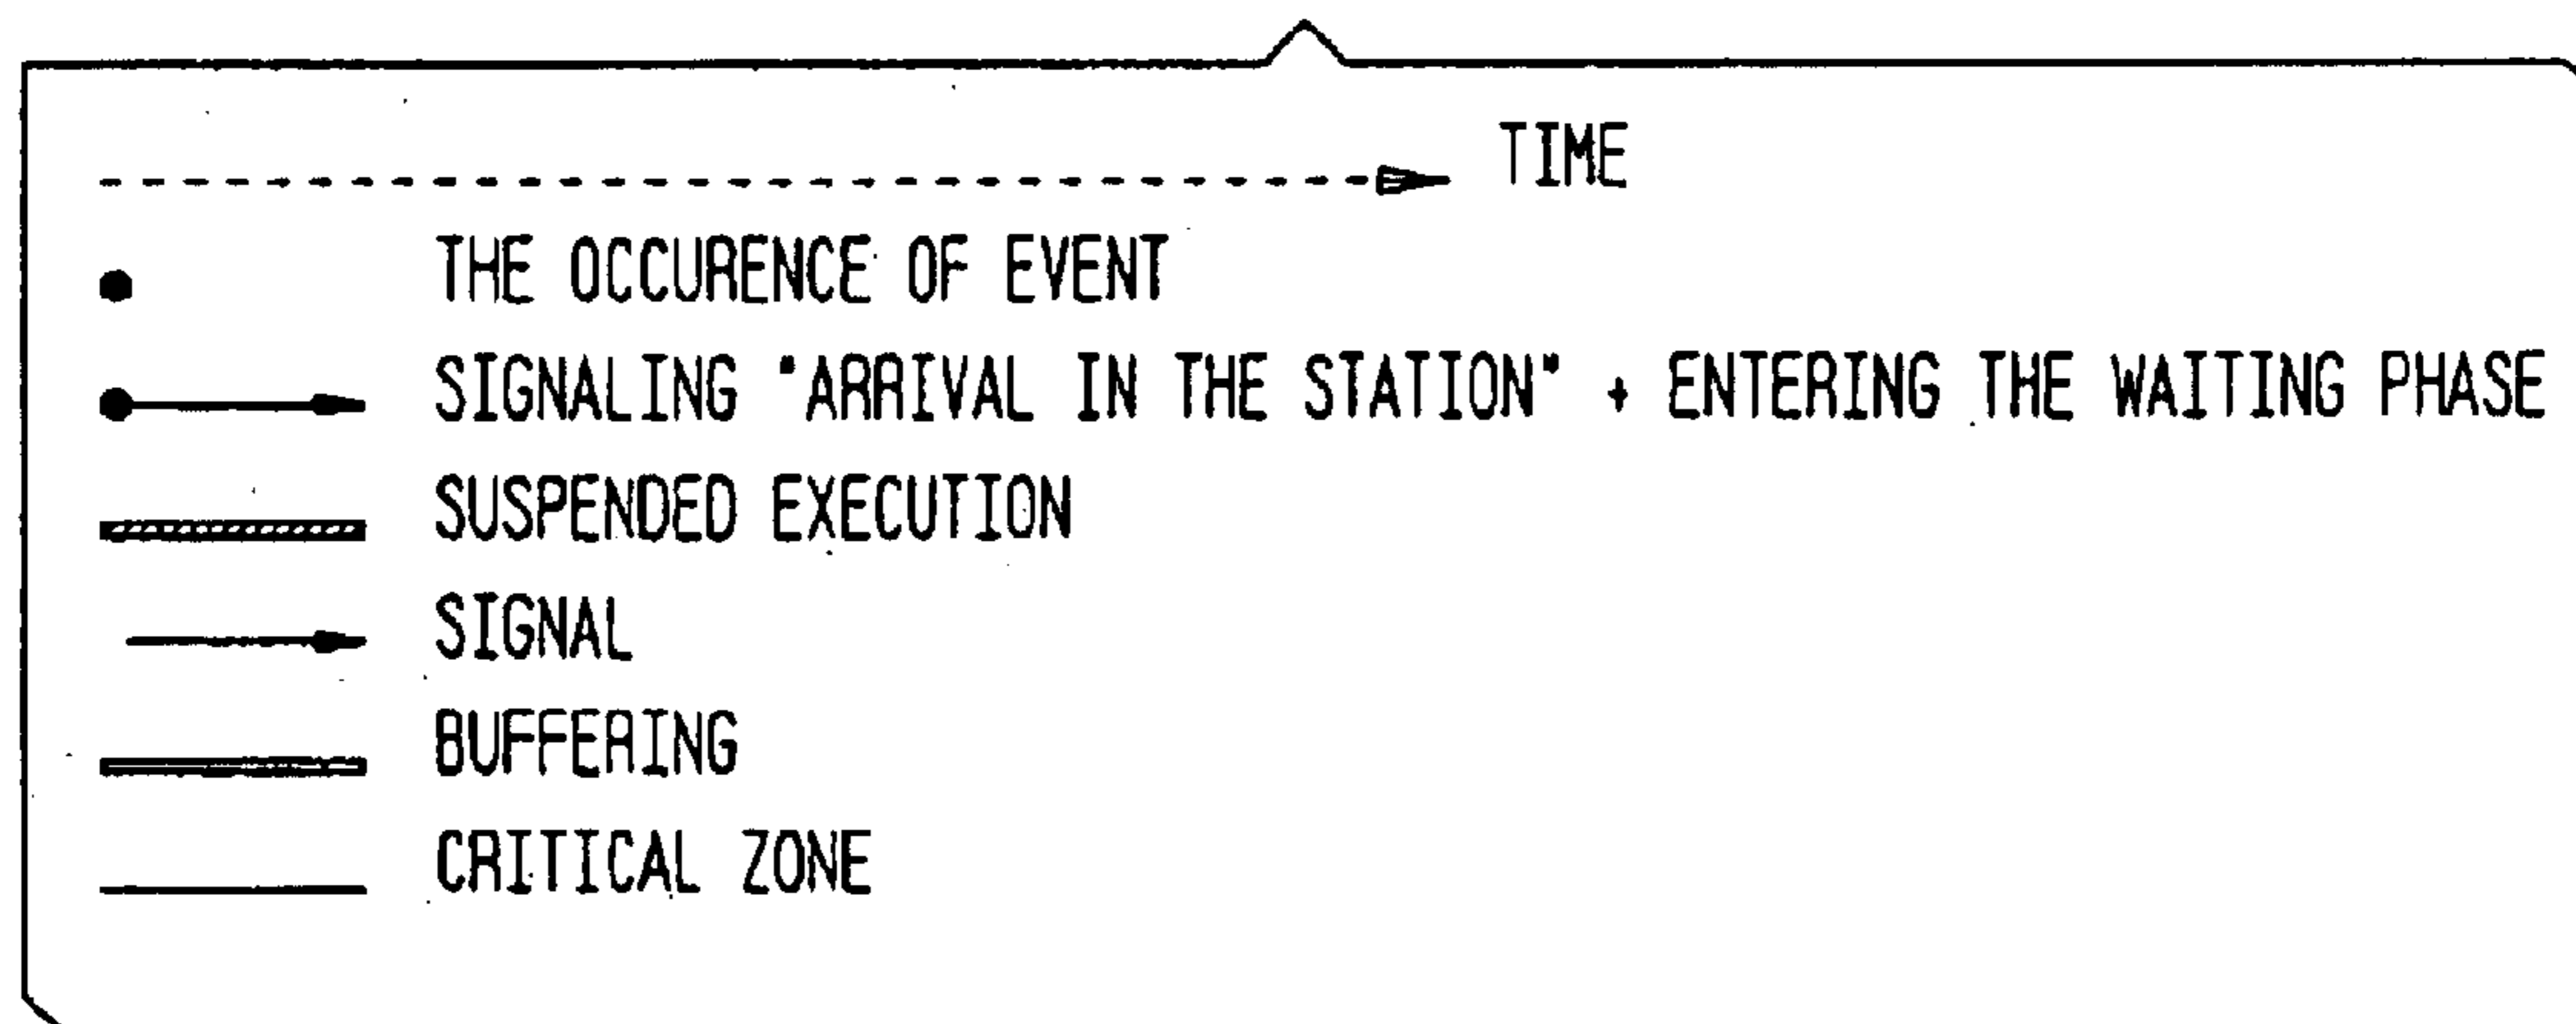 TIME
THE OCCURENCE OF EVENT
SIGNALING "ARRIVAL IN THE STATION" + ENTERING THE WAITING PHASE
SUSPENDED EXECUTION
SIGNAL
BUFFERING
CRITICAL ZONE